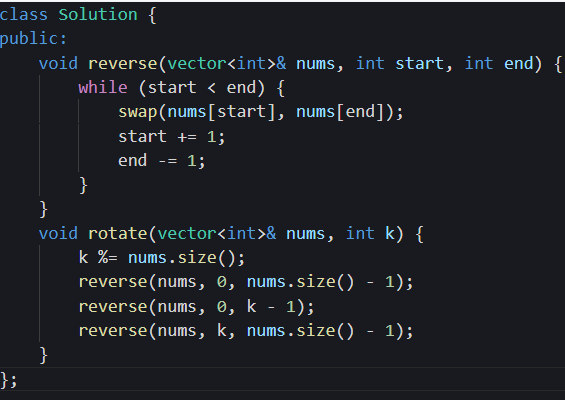 class Solution {
public:
    void reverse(vector<int>& nums, int start, int end) {
        while (start < end) {
            swap(nums[start], nums[end]);
            start += 1;
            end -= 1;
        }
    }
    void rotate(vector<int>& nums, int k) {
        k %= nums.size();
        reverse(nums, 0, nums.size() - 1);
        reverse(nums, 0, k - 1);
        reverse(nums, k, nums.size() - 1);
    }
};